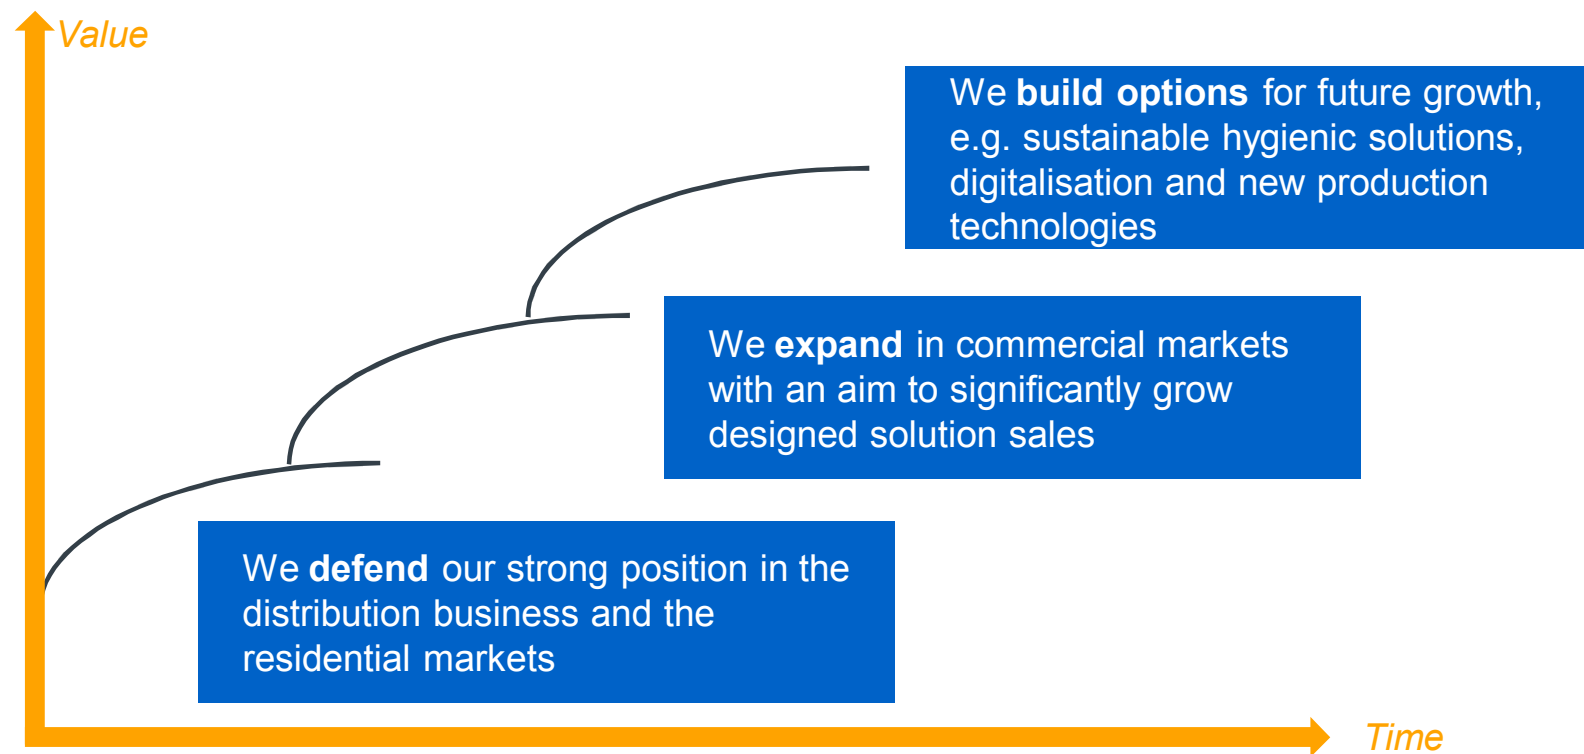 Value
We build options for future growth,
e.g. sustainable hygienic solutions,
digitalisation and new production
technologies
We expand in commercial markets
with an aim to significantly grow
designed solution sales
We defend our strong position in the
distribution business and the
residential markets
Time